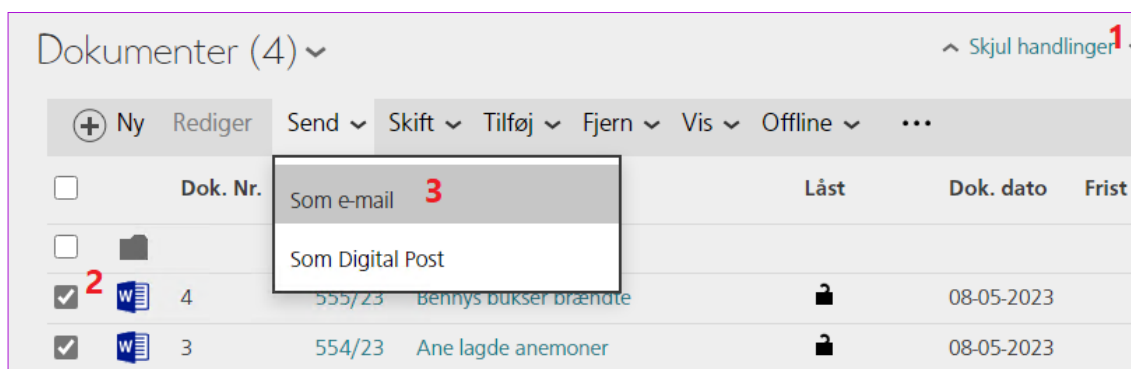 Dokumenter (4)
Skjul handlinger 1
Ny Rediger Send Skift Tilføj Fjern Vis Offline ...
Dok. Nr. Låst Dok. dato Frist
Som e-mail 3
Som Digital Post
2 W 4 555/23 Bennys bukser brændte 08-05-2023
W 3 554/23 Ane lagde anemoner 08-05-2023